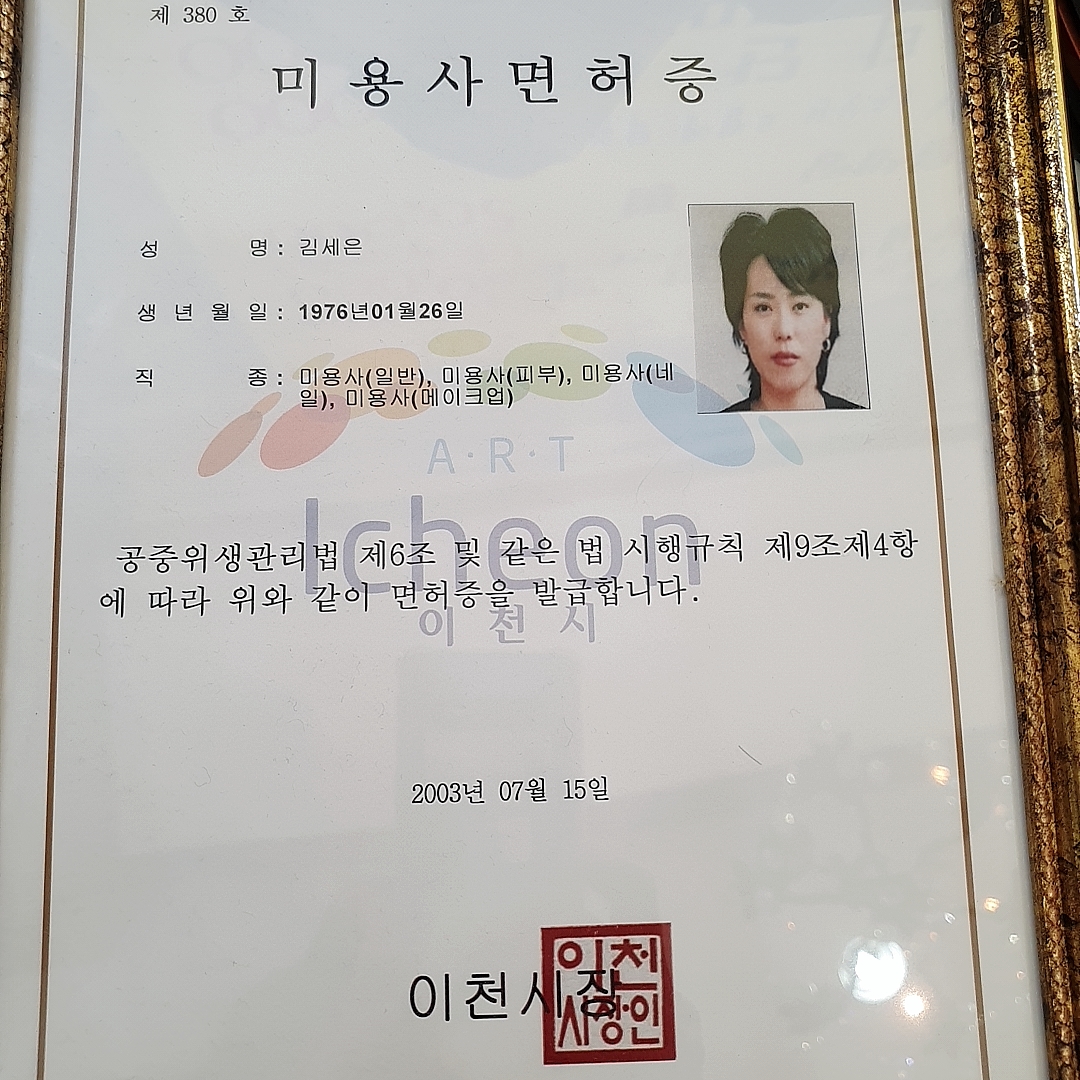 제 380 호
미용사면허증
성 명 : 김세은
생 년 월 일 : 1976년01월26일
직 종 : 미용사(일반), 미용사(피부), 미용사(네
일), 미용사(메이크업)
A·R·T
Icheon
공중위생관리법 제6조 및 같은 법 시행규칙 제9조제4항
에 따라 위와 같이 면허증을 발급합니다.
이천시
2003년 07월 15일
이천시장
이천
시장인